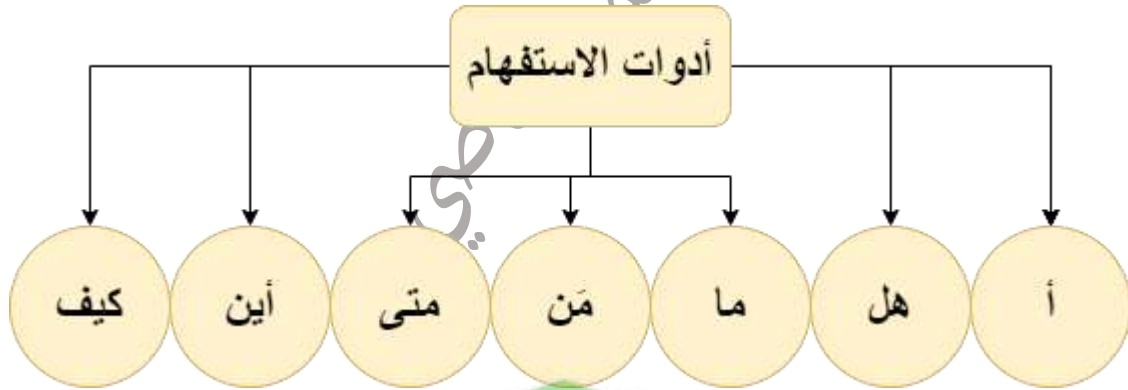 أدوات الاستفهام
أ هل ما مَن متى أين كيف